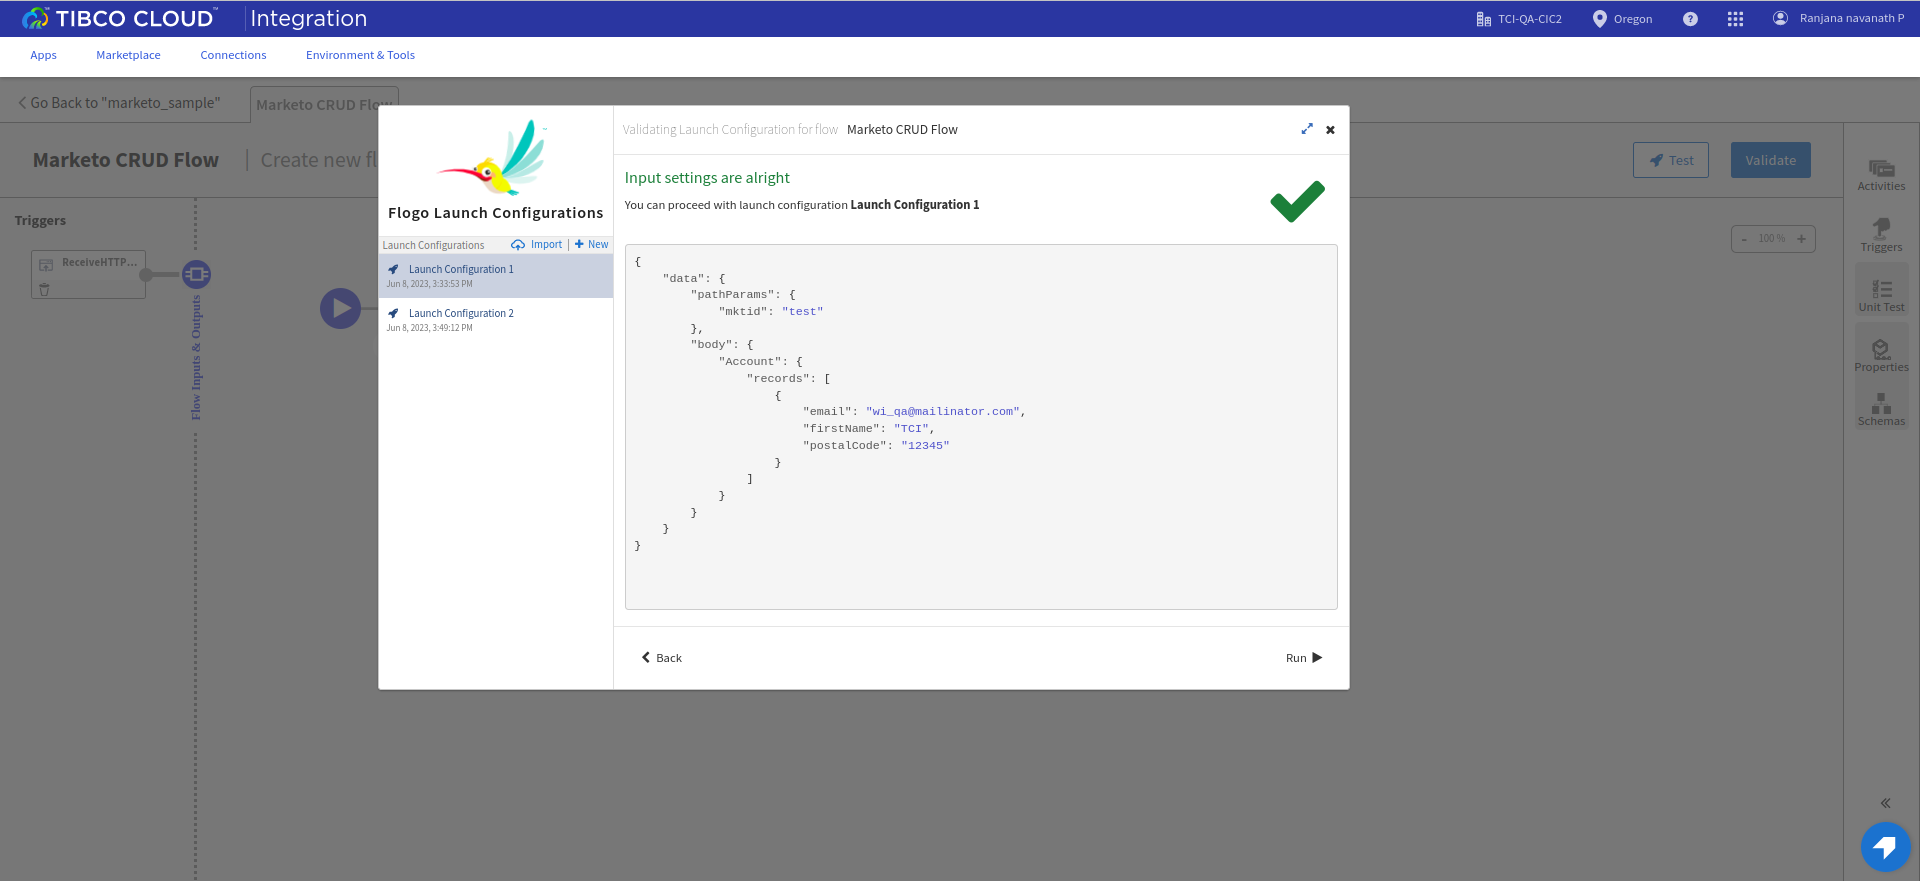 TIBCO CLOUD™ Integration
TCI-QA-CIC2 Oregon ? Ranjana navanath P
Apps Marketplace Connections Environment & Tools
Go Back to "marketo_sample" Marketo CRUD Flow
Marketo CRUD Flow | Create new fl
Test Validate
Triggers
ReceiveHTTP...
Flow Inputs & Outputs
- 100 % +
Activities
Triggers
Unit Test
Properties
Schemas
Flogo Launch Configurations
Launch Configurations Import | + New
Launch Configuration 1
Jun 8, 2023, 3:33:53 PM
Launch Configuration 2
Jun 8, 2023, 3:49:12 PM
Validating Launch Configuration for flow Marketo CRUD Flow
Input settings are alright
You can proceed with launch configuration Launch Configuration 1
{
"data": {
"pathParams": {
"mktid": "test"
},
"body": {
"Account": {
"records": [
{
"email": "wi_qa@mailinator.com",
"firstName": "TCI",
"postalCode": "12345"
}
]
}
}
}
}
Back Run